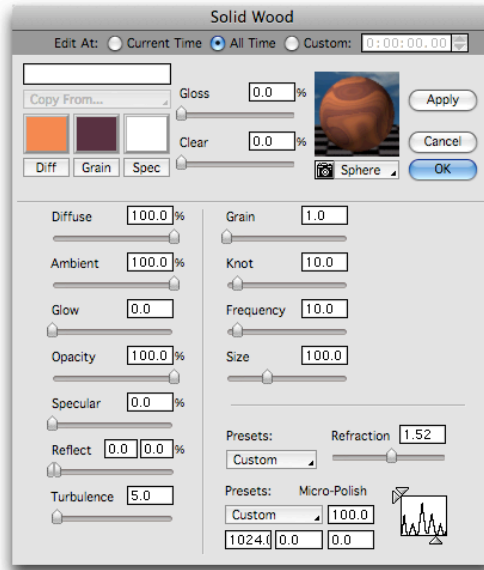 Solid Wood
Edit At: Current Time All Time Custom: 0:00:00.00
Copy From...
Gloss 0.0 %
Clear 0.0 %
Diff Grain Spec
Sphere
Apply
Cancel
OK
Diffuse 100.0 %
Ambient 100.0 %
Glow 0.0
Opacity 100.0 %
Specular 0.0 %
Reflect 0.0 0.0 %
Turbulence 5.0
Grain 1.0
Knot 10.0
Frequency 10.0
Size 100.0
Presets: Refraction 1.52
Custom
Presets: Micro-Polish
Custom 100.0
1024.( 0.0 0.0